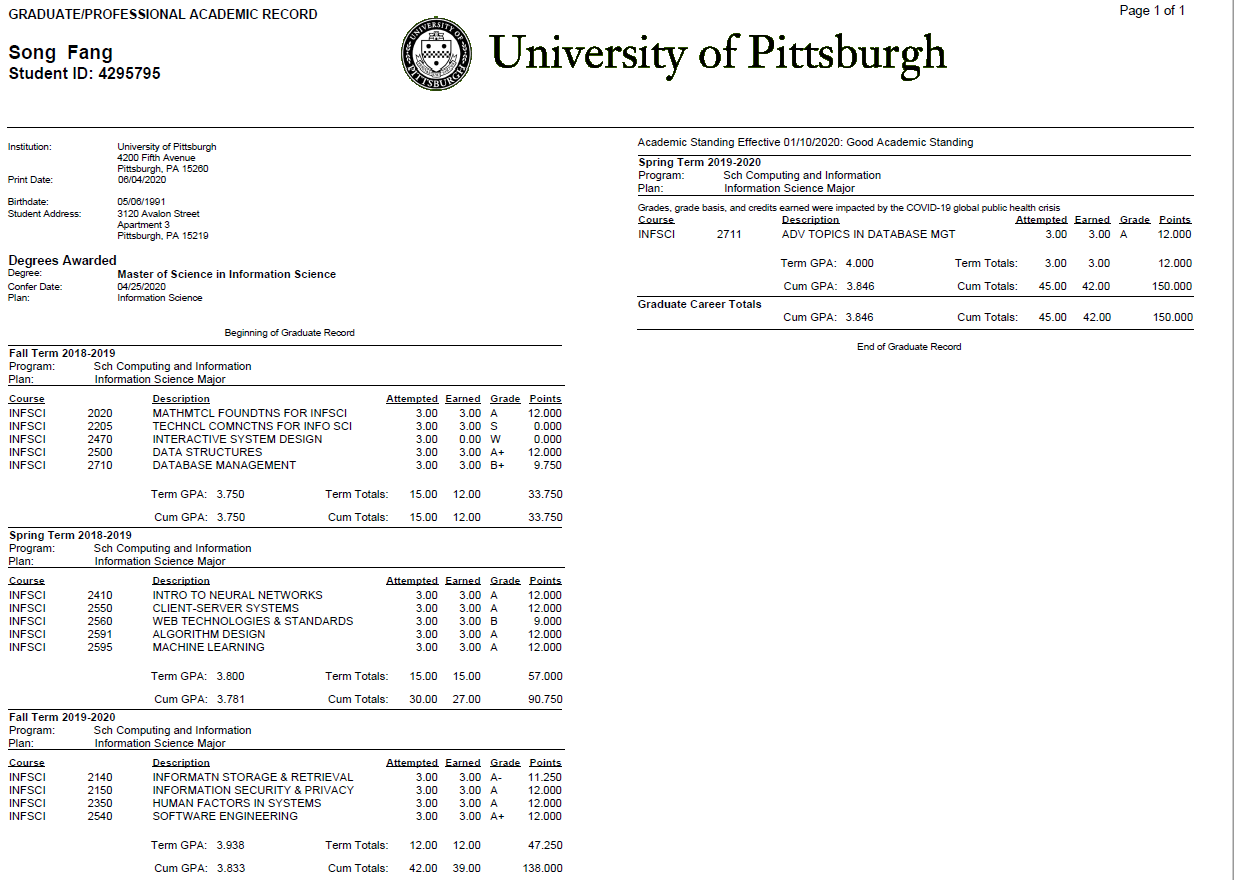 GRADUATE/PROFESSIONAL ACADEMIC RECORD
Page 1 of 1
Song Fang
Student ID: 4295795
UNIVERSITY OF PITTSBURGH
University of Pittsburgh
Institution: University of Pittsburgh
4200 Fifth Avenue
Pittsburgh, PA 15260
Print Date: 06/04/2020
Birthdate: 05/06/1991
Student Address: 3120 Avalon Street
Apartment 3
Pittsburgh, PA 15219
Degrees Awarded
Degree: Master of Science in Information Science
Confer Date: 04/25/2020
Plan: Information Science
Beginning of Graduate Record
Fall Term 2018-2019
Program: Sch Computing and Information
Plan: Information Science Major
Course Description Attempted Earned Grade Points
INFSCI 2020 MATHMTCL FOUNDTNS FOR INFSCI 3.00 3.00 A 12.000
INFSCI 2205 TECHNCL COMNCTNS FOR INFO SCI 3.00 3.00 S 0.000
INFSCI 2470 INTERACTIVE SYSTEM DESIGN 3.00 0.00 W 0.000
INFSCI 2500 DATA STRUCTURES 3.00 3.00 A+ 12.000
INFSCI 2710 DATABASE MANAGEMENT 3.00 3.00 B+ 9.750
Term GPA: 3.750 Term Totals: 15.00 12.00 33.750
Cum GPA: 3.750 Cum Totals: 15.00 12.00 33.750
Spring Term 2018-2019
Program: Sch Computing and Information
Plan: Information Science Major
Course Description Attempted Earned Grade Points
INFSCI 2410 INTRO TO NEURAL NETWORKS 3.00 3.00 A 12.000
INFSCI 2550 CLIENT-SERVER SYSTEMS 3.00 3.00 A 12.000
INFSCI 2560 WEB TECHNOLOGIES & STANDARDS 3.00 3.00 B 9.000
INFSCI 2591 ALGORITHM DESIGN 3.00 3.00 A 12.000
INFSCI 2595 MACHINE LEARNING 3.00 3.00 A 12.000
Term GPA: 3.800 Term Totals: 15.00 15.00 57.000
Cum GPA: 3.781 Cum Totals: 30.00 27.00 90.750
Fall Term 2019-2020
Program: Sch Computing and Information
Plan: Information Science Major
Course Description Attempted Earned Grade Points
INFSCI 2140 INFORMATN STORAGE & RETRIEVAL 3.00 3.00 A- 11.250
INFSCI 2150 INFORMATION SECURITY & PRIVACY 3.00 3.00 A 12.000
INFSCI 2350 HUMAN FACTORS IN SYSTEMS 3.00 3.00 A 12.000
INFSCI 2540 SOFTWARE ENGINEERING 3.00 3.00 A+ 12.000
Term GPA: 3.938 Term Totals: 12.00 12.00 47.250
Cum GPA: 3.833 Cum Totals: 42.00 39.00 138.000
Academic Standing Effective 01/10/2020: Good Academic Standing
Spring Term 2019-2020
Program: Sch Computing and Information
Plan: Information Science Major
Grades, grade basis, and credits earned were impacted by the COVID-19 global public health crisis
Course Description Attempted Earned Grade Points
INFSCI 2711 ADV TOPICS IN DATABASE MGT 3.00 3.00 A 12.000
Term GPA: 4.000 Term Totals: 3.00 3.00 12.000
Cum GPA: 3.846 Cum Totals: 45.00 42.00 150.000
Graduate Career Totals
Cum GPA: 3.846 Cum Totals: 45.00 42.00 150.000
End of Graduate Record